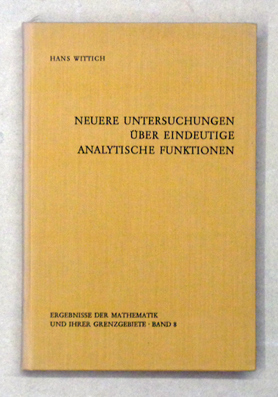 HANS WITTICH
NEUERE UNTERSUCHUNGEN
ÜBER EINDEUTIGE
ANALYTISCHE FUNKTIONEN
ERGEBNISSE DER MATHEMATIK
UND IHRER GRENZGEBIETE · BAND 8